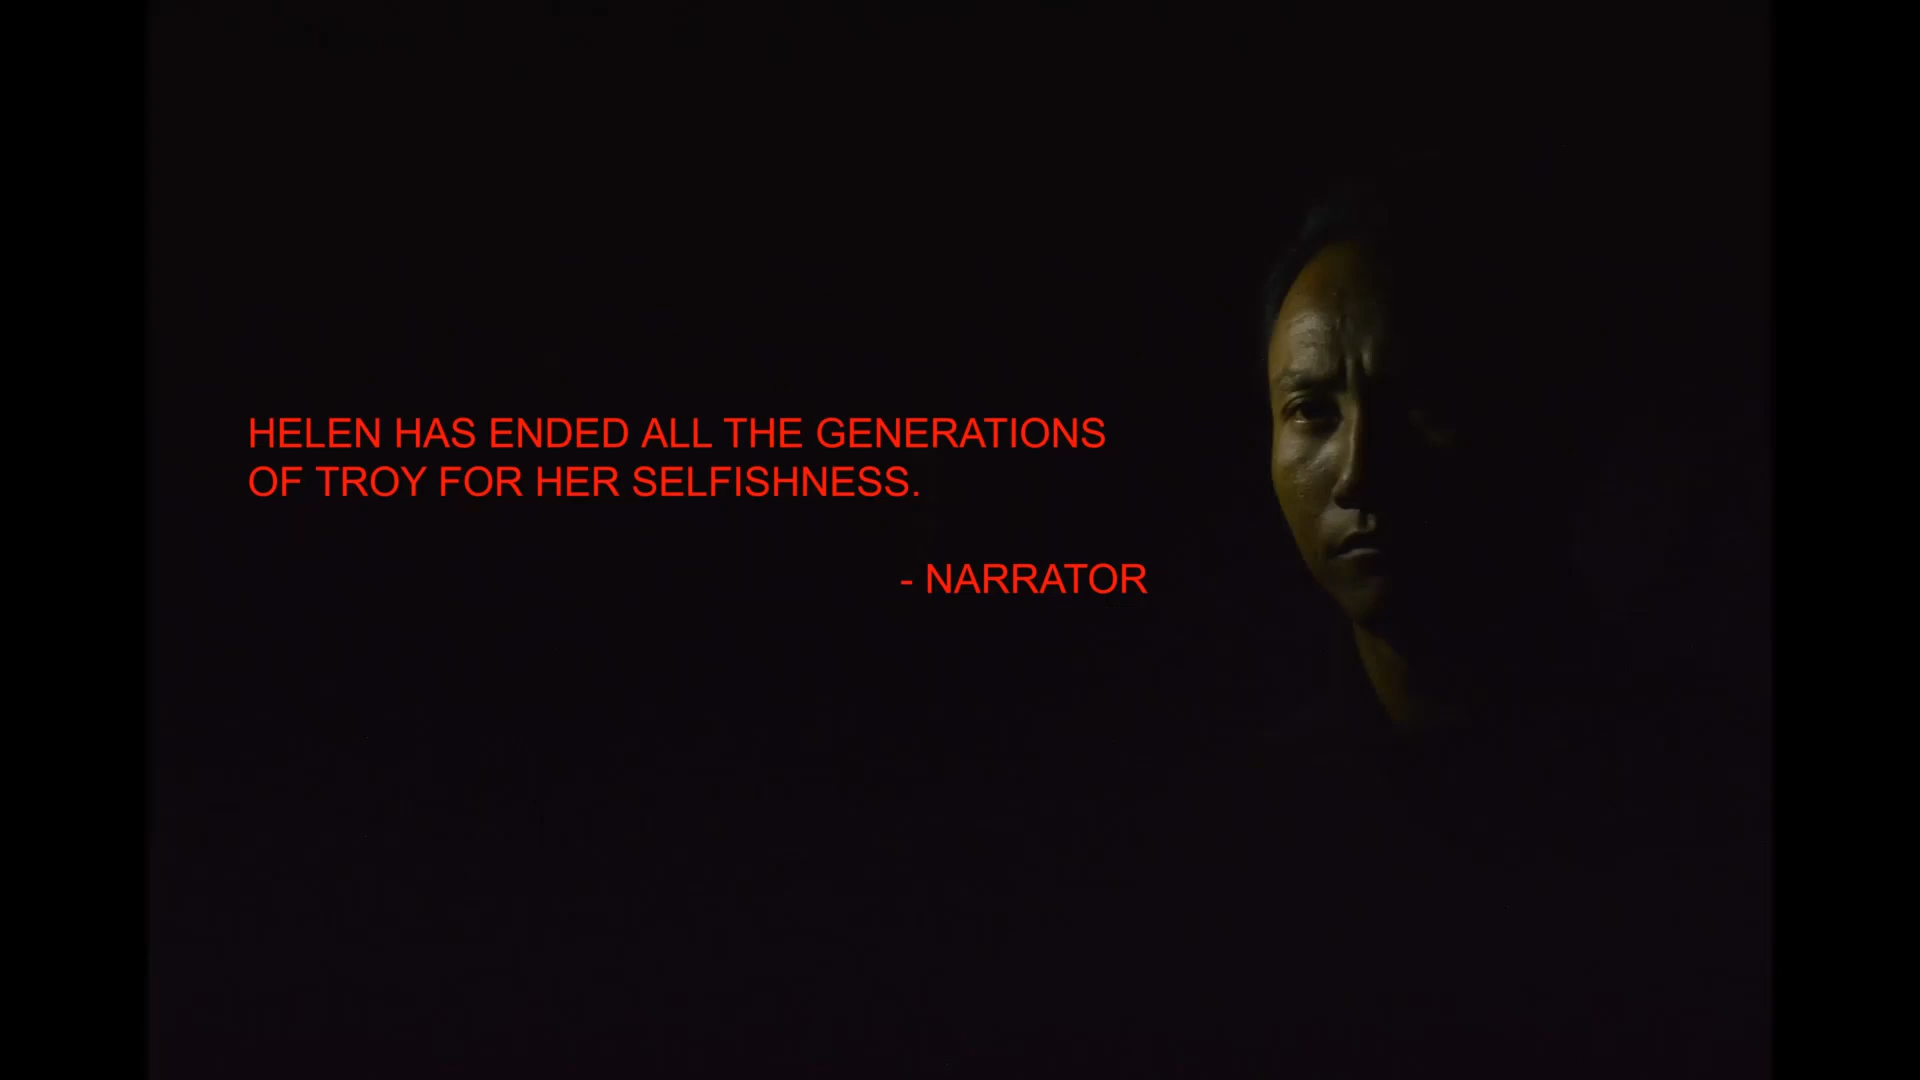 HELEN HAS ENDED ALL THE GENERATIONS
OF TROY FOR HER SELFISHNESS.
- NARRATOR